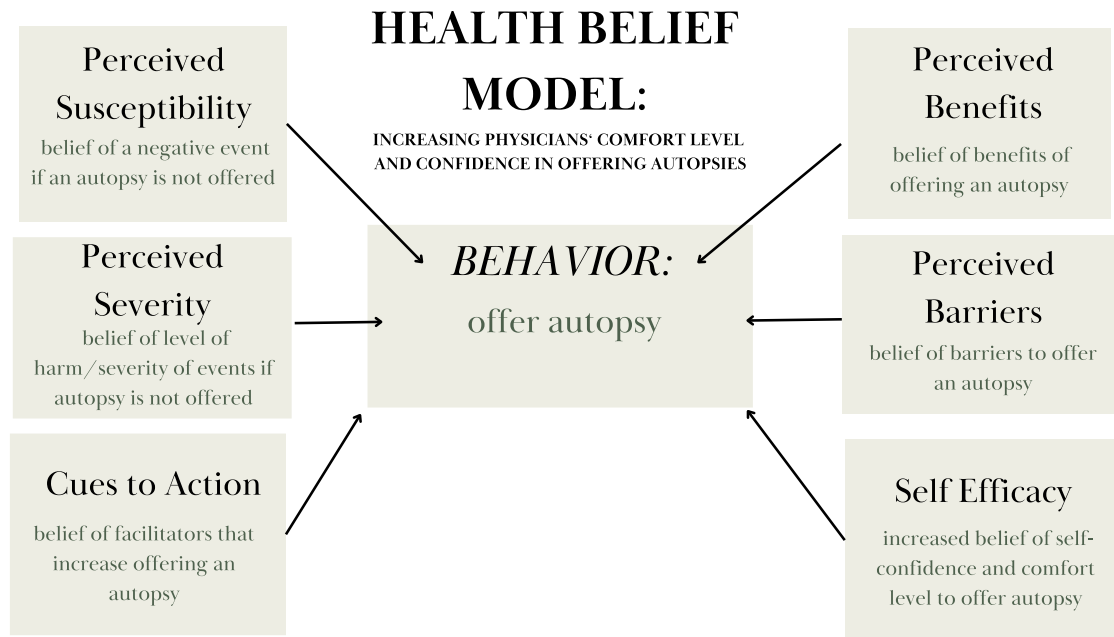 HEALTH BELIEF
MODEL:
INCREASING PHYSICIANS‘ COMFORT LEVEL
AND CONFIDENCE IN OFFERING AUTOPSIES
Perceived
Susceptibility
belief of a negative event
if an autopsy is not offered
Perceived
Severity
belief of level of
harm/severity of events if
autopsy is not offered
Cues to Action
belief of facilitators that
increase offering an
autopsy
BEHAVIOR:
offer autopsy
Perceived
Benefits
belief of benefits of
offering an autopsy
Perceived
Barriers
belief of barriers to offer
an autopsy
Self Efficacy
increased belief of self-
confidence and comfort
level to offer autopsy